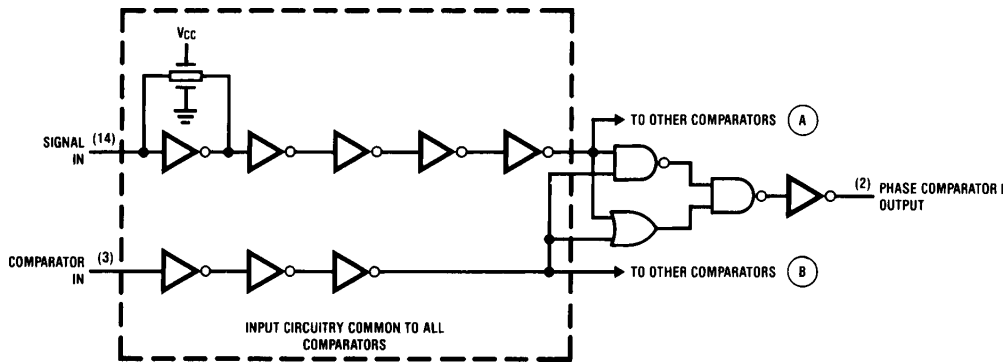 VCC
SIGNAL (14)
IN
TO OTHER COMPARATORS A
(2) PHASE COMPARATOR I
OUTPUT
COMPARATOR (3)
IN
TO OTHER COMPARATORS B
INPUT CIRCUITRY COMMON TO ALL
COMPARATORS